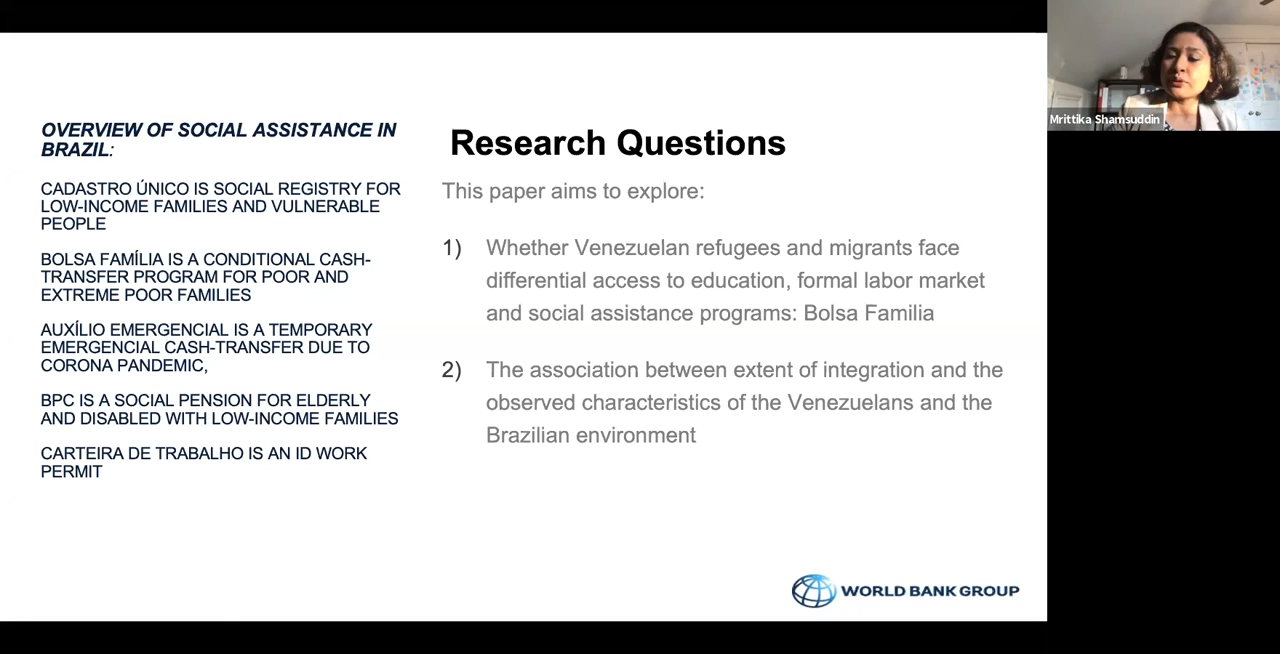 OVERVIEW OF SOCIAL ASSISTANCE IN
BRAZIL:
CADASTRO ÚNICO IS SOCIAL REGISTRY FOR
LOW-INCOME FAMILIES AND VULNERABLE
PEOPLE
BOLSA FAMÍLIA IS A CONDITIONAL CASH-
TRANSFER PROGRAM FOR POOR AND
EXTREME POOR FAMILIES
AUXÍLIO EMERGENCIAL IS A TEMPORARY
EMERGENCIAL CASH-TRANSFER DUE TO
CORONA PANDEMIC,
BPC IS A SOCIAL PENSION FOR ELDERLY
AND DISABLED WITH LOW-INCOME FAMILIES
CARTEIRA DE TRABALHO IS AN ID WORK
PERMIT
Research Questions
This paper aims to explore:
1) Whether Venezuelan refugees and migrants face
differential access to education, formal labor market
and social assistance programs: Bolsa Familia
2) The association between extent of integration and the
observed characteristics of the Venezuelans and the
Brazilian environment
WORLD BANK GROUP
Mrittika Shamsuddin